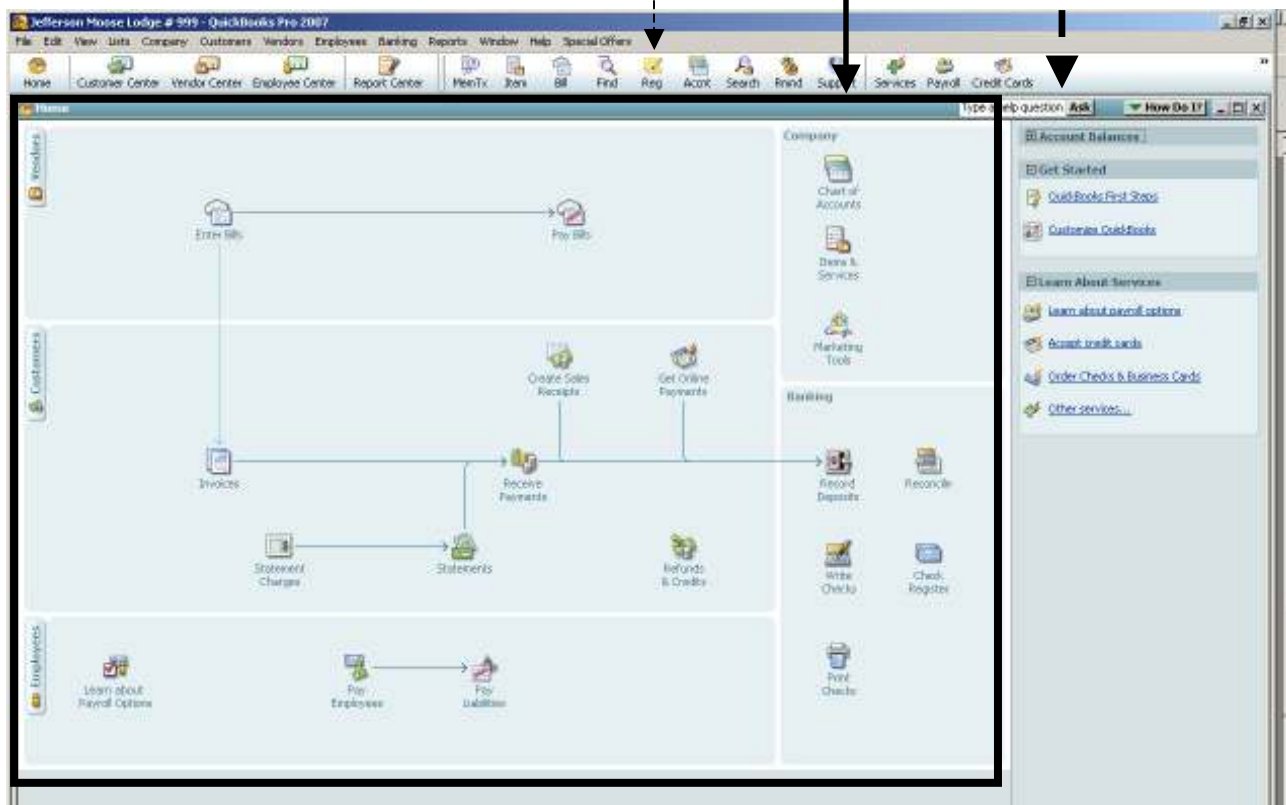 Jefferson Moose Lodge # 999 - QuickBooks Pro 2007
File Edit View Lists Company Customers Vendors Employees Banking Reports Window Help Special Offers
Home Customer Center Vendor Center Employee Center Report Center MemTx Item Bill Find Reg Accnt Search Rmnd Support Services Payroll Credit Cards
Home Type a help question Ask How Do I?
Vendors
Enter Bills
Pay Bills
Customers
Create Sales
Receipts
Get Online
Payments
Invoices
Receive
Payments
Statement
Charges
Statements
Refunds
& Credits
Employees
Learn about
Payroll Options
Pay
Employees
Pay
Liabilities
Company
Chart of
Accounts
Items &
Services
Marketing
Tools
Banking
Record
Deposits
Reconcile
Write
Checks
Check
Register
Print
Checks
Account Balances
Get Started
QuickBooks First Steps
Customize QuickBooks
Learn About Services
Learn about payroll options
Accept credit cards
Order Checks & Business Cards
Other services...